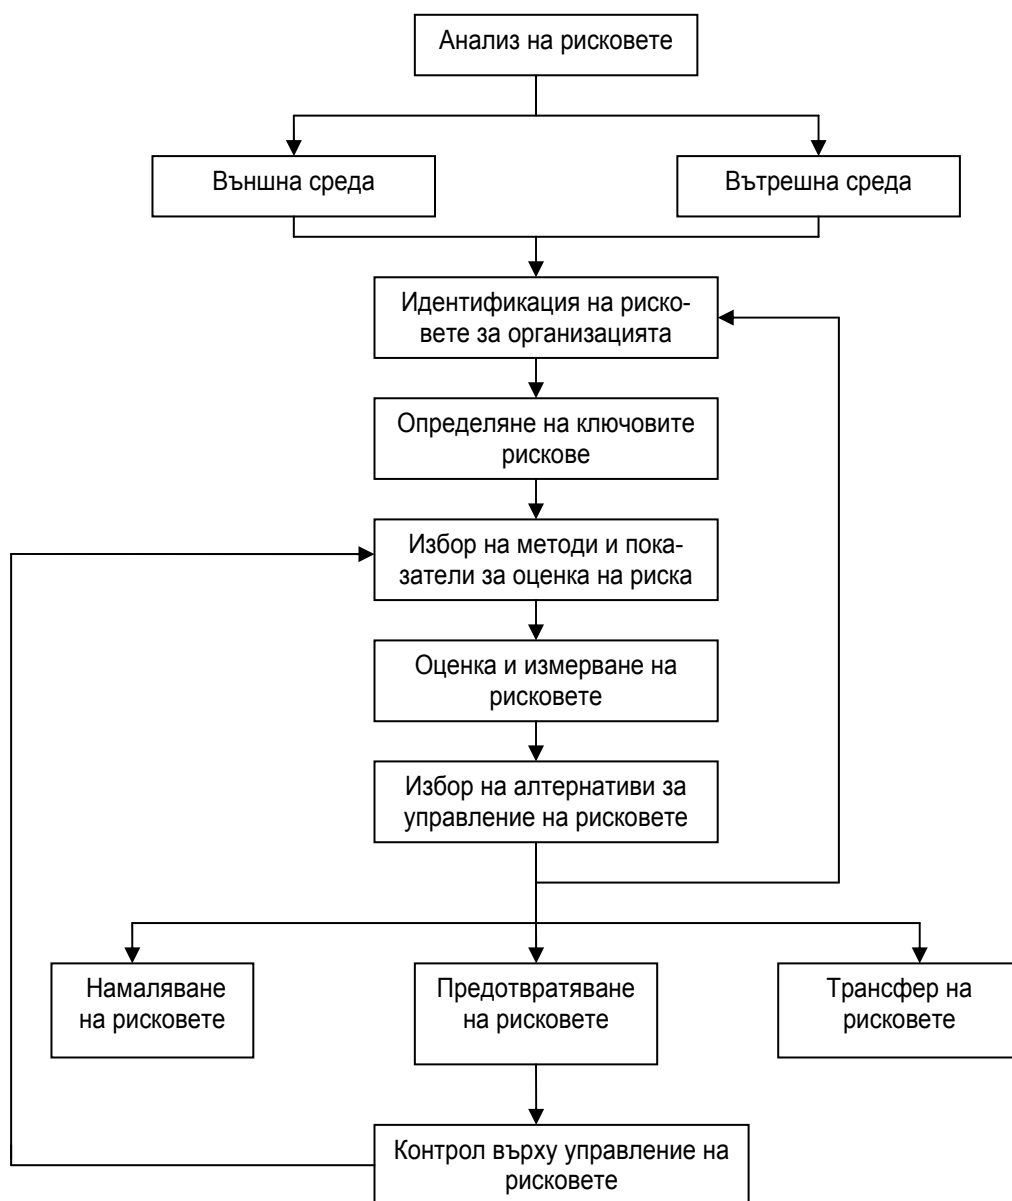 Анализ на рисковете
Външна среда
Вътрешна среда
Идентификация на риско-
вете за организацията
Определяне на ключовите
рискове
Избор на методи и пока-
затели за оценка на риска
Оценка и измерване на
рисковете
Избор на алтернативи за
управление на рисковете
Намаляване
на рисковете
Предотвратяване
на рисковете
Трансфер на
рисковете
Контрол върху управление на
рисковете